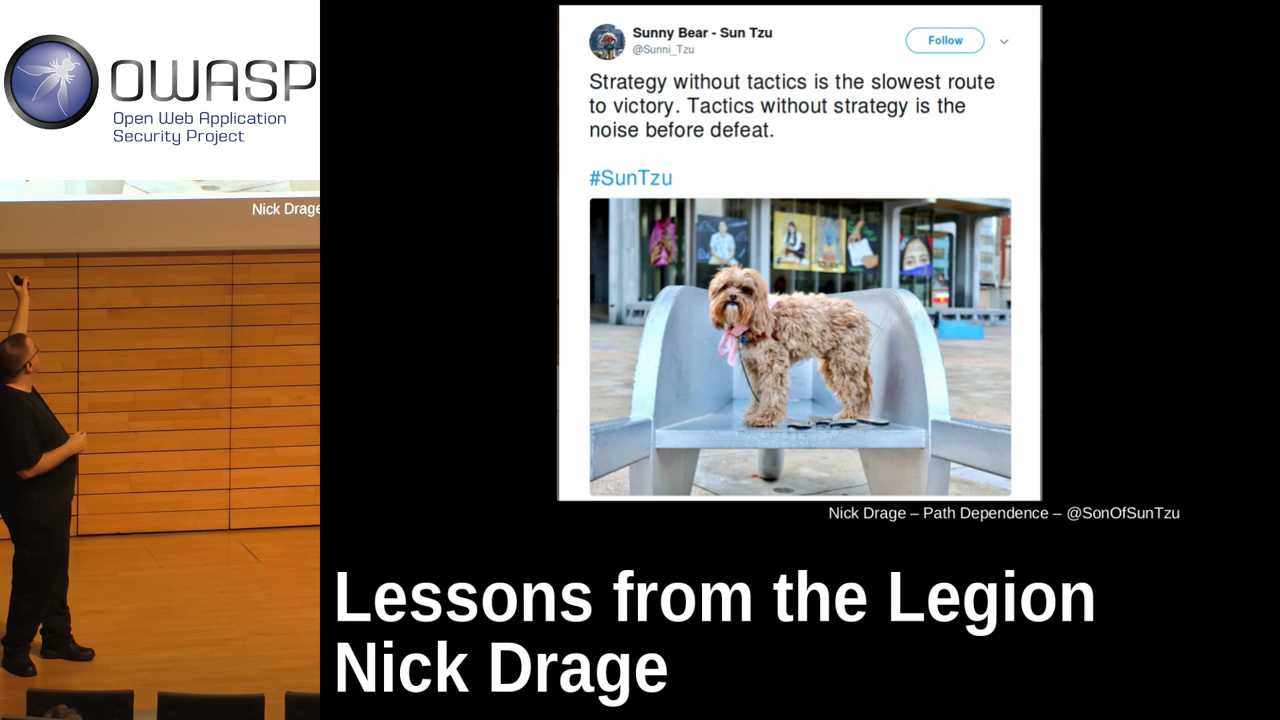 OWASP
Open Web Application
Security Project
Nick Drage
Sunny Bear - Sun Tzu
@Sunni_Tzu
Follow
Strategy without tactics is the slowest route
to victory. Tactics without strategy is the
noise before defeat.
#SunTzu
Nick Drage – Path Dependence – @SonOfSunTzu
Lessons from the Legion
Nick Drage